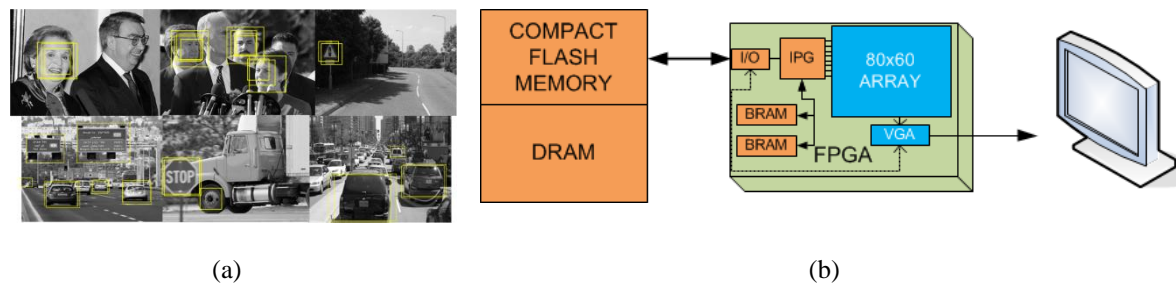 STOP
(a)
COMPACT
FLASH
MEMORY
DRAM
I/O
IPG
80x60
ARRAY
BRAM
BRAM
VGA
FPGA
(b)